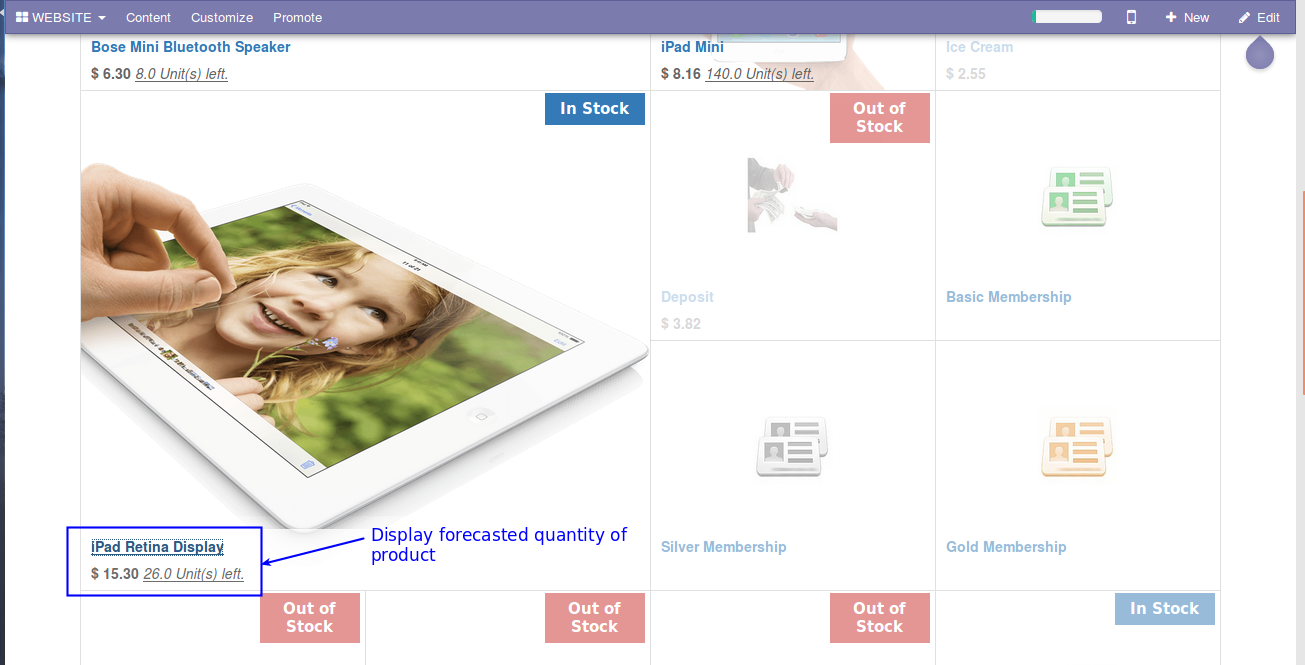 WEBSITE Content Customize Promote New Edit
Bose Mini Bluetooth Speaker
$ 6.30 8.0 Unit(s) left.
iPad Mini
$ 8.16 140.0 Unit(s) left.
Ice Cream
$ 2.55
In Stock
Out of
Stock
Deposit
$ 3.82
Basic Membership
iPad Retina Display
$ 15.30 26.0 Unit(s) left.
Display forecasted quantity of
product
Silver Membership
Gold Membership
Out of
Stock
Out of
Stock
Out of
Stock
In Stock